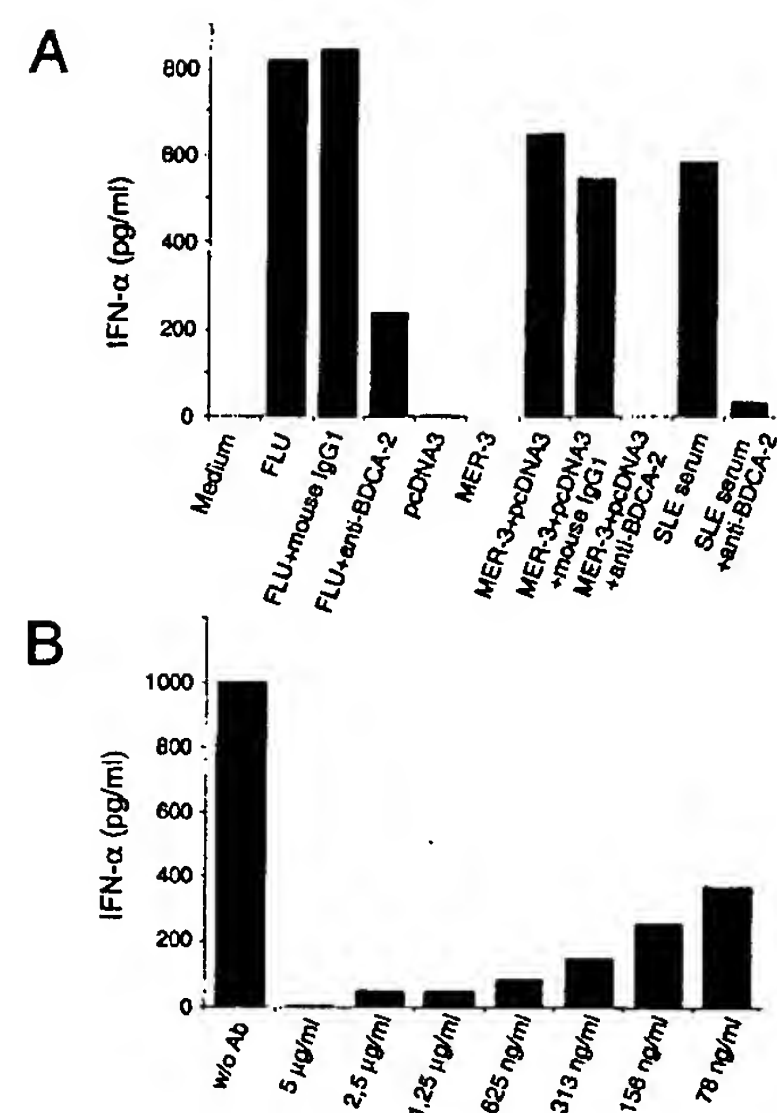 A
800
600
400
200
0
IFN-α (pg/ml)
Medium
FLU
FLU+mouse IgG1
FLU+anti-BDCA-2
pcDNA3
MER-3
MER-3+pcDNA3
MER-3+pcDNA3
+mouse IgG1
MER-3+pcDNA3
+anti-BDCA-2
SLE serum
SLE serum
+anti-BDCA-2
B
1000
800
600
400
200
0
IFN-α (pg/ml)
w/o Ab
5 µg/ml
2,5 µg/ml
1,25 µg/ml
625 ng/ml
313 ng/ml
156 ng/ml
78 ng/ml